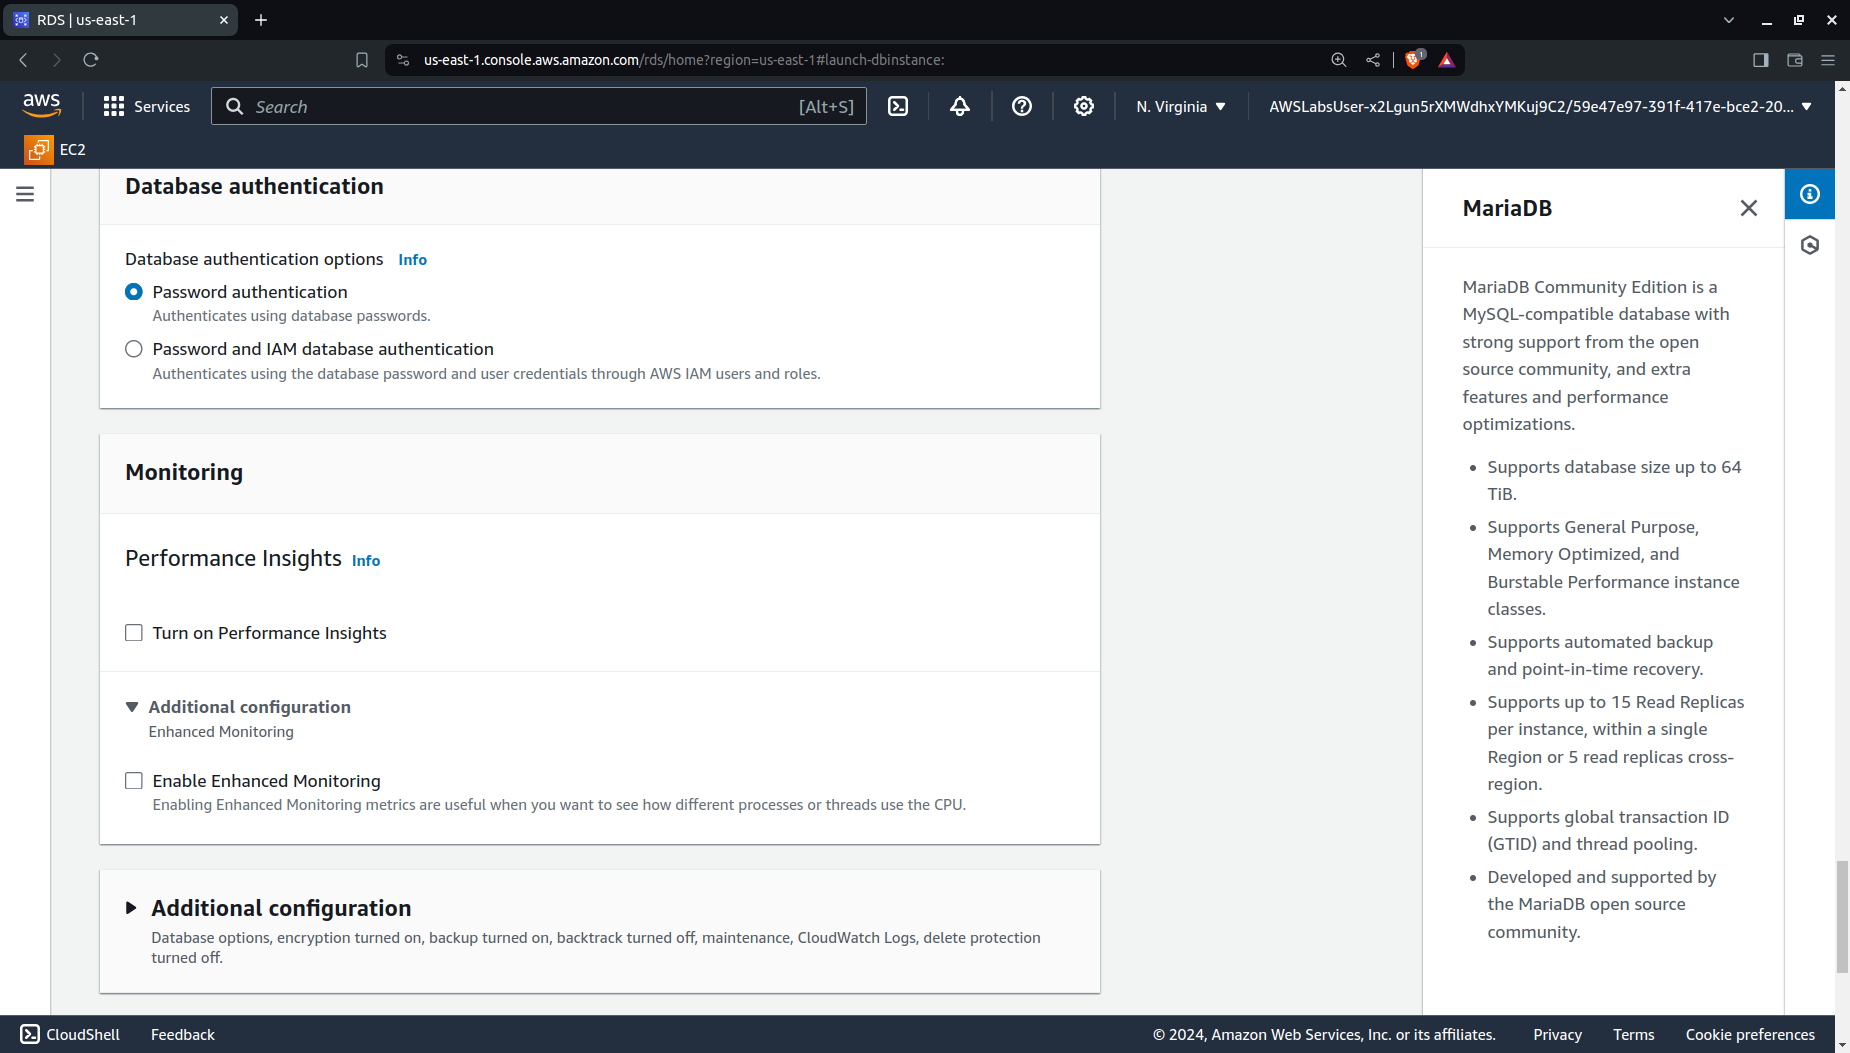 RDS | us-east-1
us-east-1.console.aws.amazon.com/rds/home?region=us-east-1#launch-dbinstance:
1
aws
Services
Search
[Alt+S]
N. Virginia
AWSLabsUser-x2Lgun5rXMWdhxYMKuj9C2/59e47e97-391f-417e-bce2-20...
EC2
Database authentication
Database authentication options Info
Password authentication
Authenticates using database passwords.
Password and IAM database authentication
Authenticates using the database password and user credentials through AWS IAM users and roles.
Monitoring
Performance Insights Info
Turn on Performance Insights
Additional configuration
Enhanced Monitoring
Enable Enhanced Monitoring
Enabling Enhanced Monitoring metrics are useful when you want to see how different processes or threads use the CPU.
Additional configuration
Database options, encryption turned on, backup turned on, backtrack turned off, maintenance, CloudWatch Logs, delete protection
turned off.
MariaDB
MariaDB Community Edition is a
MySQL-compatible database with
strong support from the open
source community, and extra
features and performance
optimizations.
• Supports database size up to 64
TiB.
• Supports General Purpose,
Memory Optimized, and
Burstable Performance instance
classes.
• Supports automated backup
and point-in-time recovery.
• Supports up to 15 Read Replicas
per instance, within a single
Region or 5 read replicas cross-
region.
• Supports global transaction ID
(GTID) and thread pooling.
• Developed and supported by
the MariaDB open source
community.
CloudShell
Feedback
© 2024, Amazon Web Services, Inc. or its affiliates.
Privacy
Terms
Cookie preferences